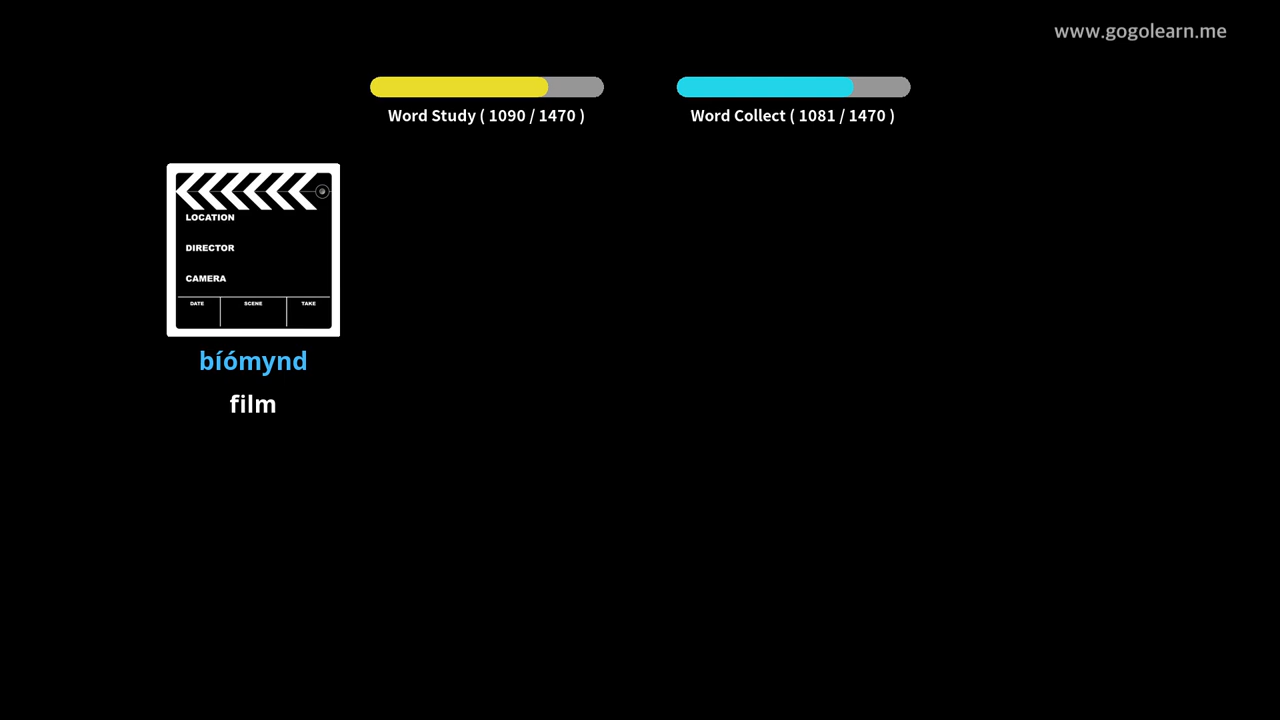 www.gogolearn.me
Word Study ( 1090 / 1470 )
Word Collect ( 1081 / 1470 )
LOCATION
DIRECTOR
CAMERA
DATE SCENE TAKE
bíómynd
film